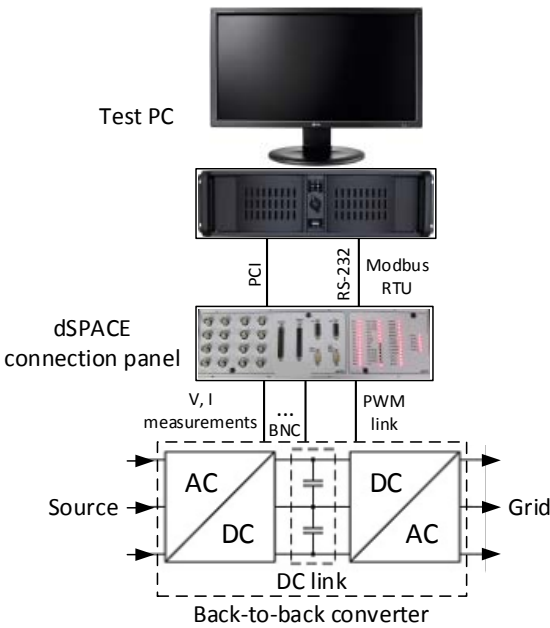 Test PC
PCI
RS-232
Modbus
RTU
dSPACE
connection panel
V, I
measurements
...
BNC
PWM
link
AC
DC
DC
AC
Source
Grid
DC link
Back-to-back converter